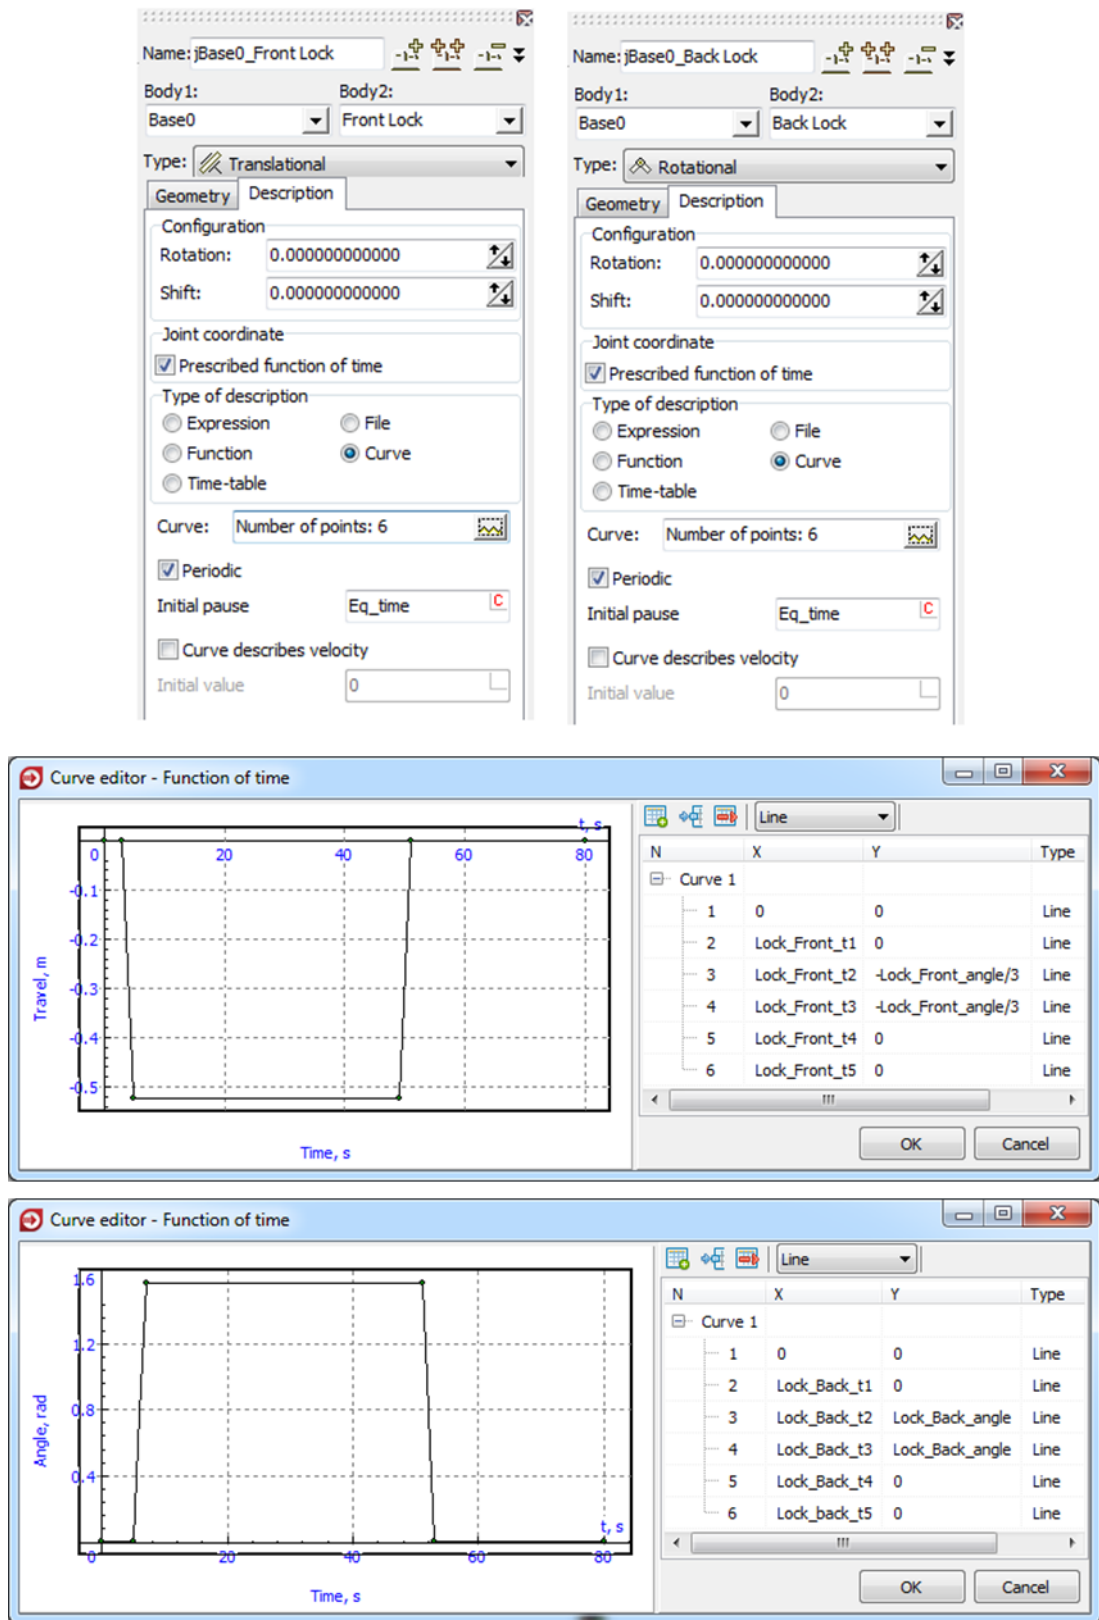 Name: jBase0_Front Lock
Body1: Body2:
Base0 Front Lock
Type: Translational
Geometry Description
Configuration
Rotation: 0.000000000000
Shift: 0.000000000000
Joint coordinate
Prescribed function of time
Type of description
Expression File
Function Curve
Time-table
Curve: Number of points: 6
Periodic
Initial pause Eq_time C
Curve describes velocity
Initial value 0
Name: jBase0_Back Lock
Body1: Body2:
Base0 Back Lock
Type: Rotational
Geometry Description
Configuration
Rotation: 0.000000000000
Shift: 0.000000000000
Joint coordinate
Prescribed function of time
Type of description
Expression File
Function Curve
Time-table
Curve: Number of points: 6
Periodic
Initial pause Eq_time C
Curve describes velocity
Initial value 0
Curve editor - Function of time
t, s
0 20 40 60 80
-0.1
-0.2
-0.3
-0.4
-0.5
Travel, m
Time, s
Line
N X Y Type
Curve 1
1 0 0 Line
2 Lock_Front_t1 0 Line
3 Lock_Front_t2 -Lock_Front_angle/3 Line
4 Lock_Front_t3 -Lock_Front_angle/3 Line
5 Lock_Front_t4 0 Line
6 Lock_Front_t5 0 Line
OK Cancel
Curve editor - Function of time
1.6
1.2
0.8
0.4
Angle, rad
t, s
0 20 40 60 80
Time, s
Line
N X Y Type
Curve 1
1 0 0 Line
2 Lock_Back_t1 0 Line
3 Lock_Back_t2 Lock_Back_angle Line
4 Lock_Back_t3 Lock_Back_angle Line
5 Lock_Back_t4 0 Line
6 Lock_back_t5 0 Line
OK Cancel